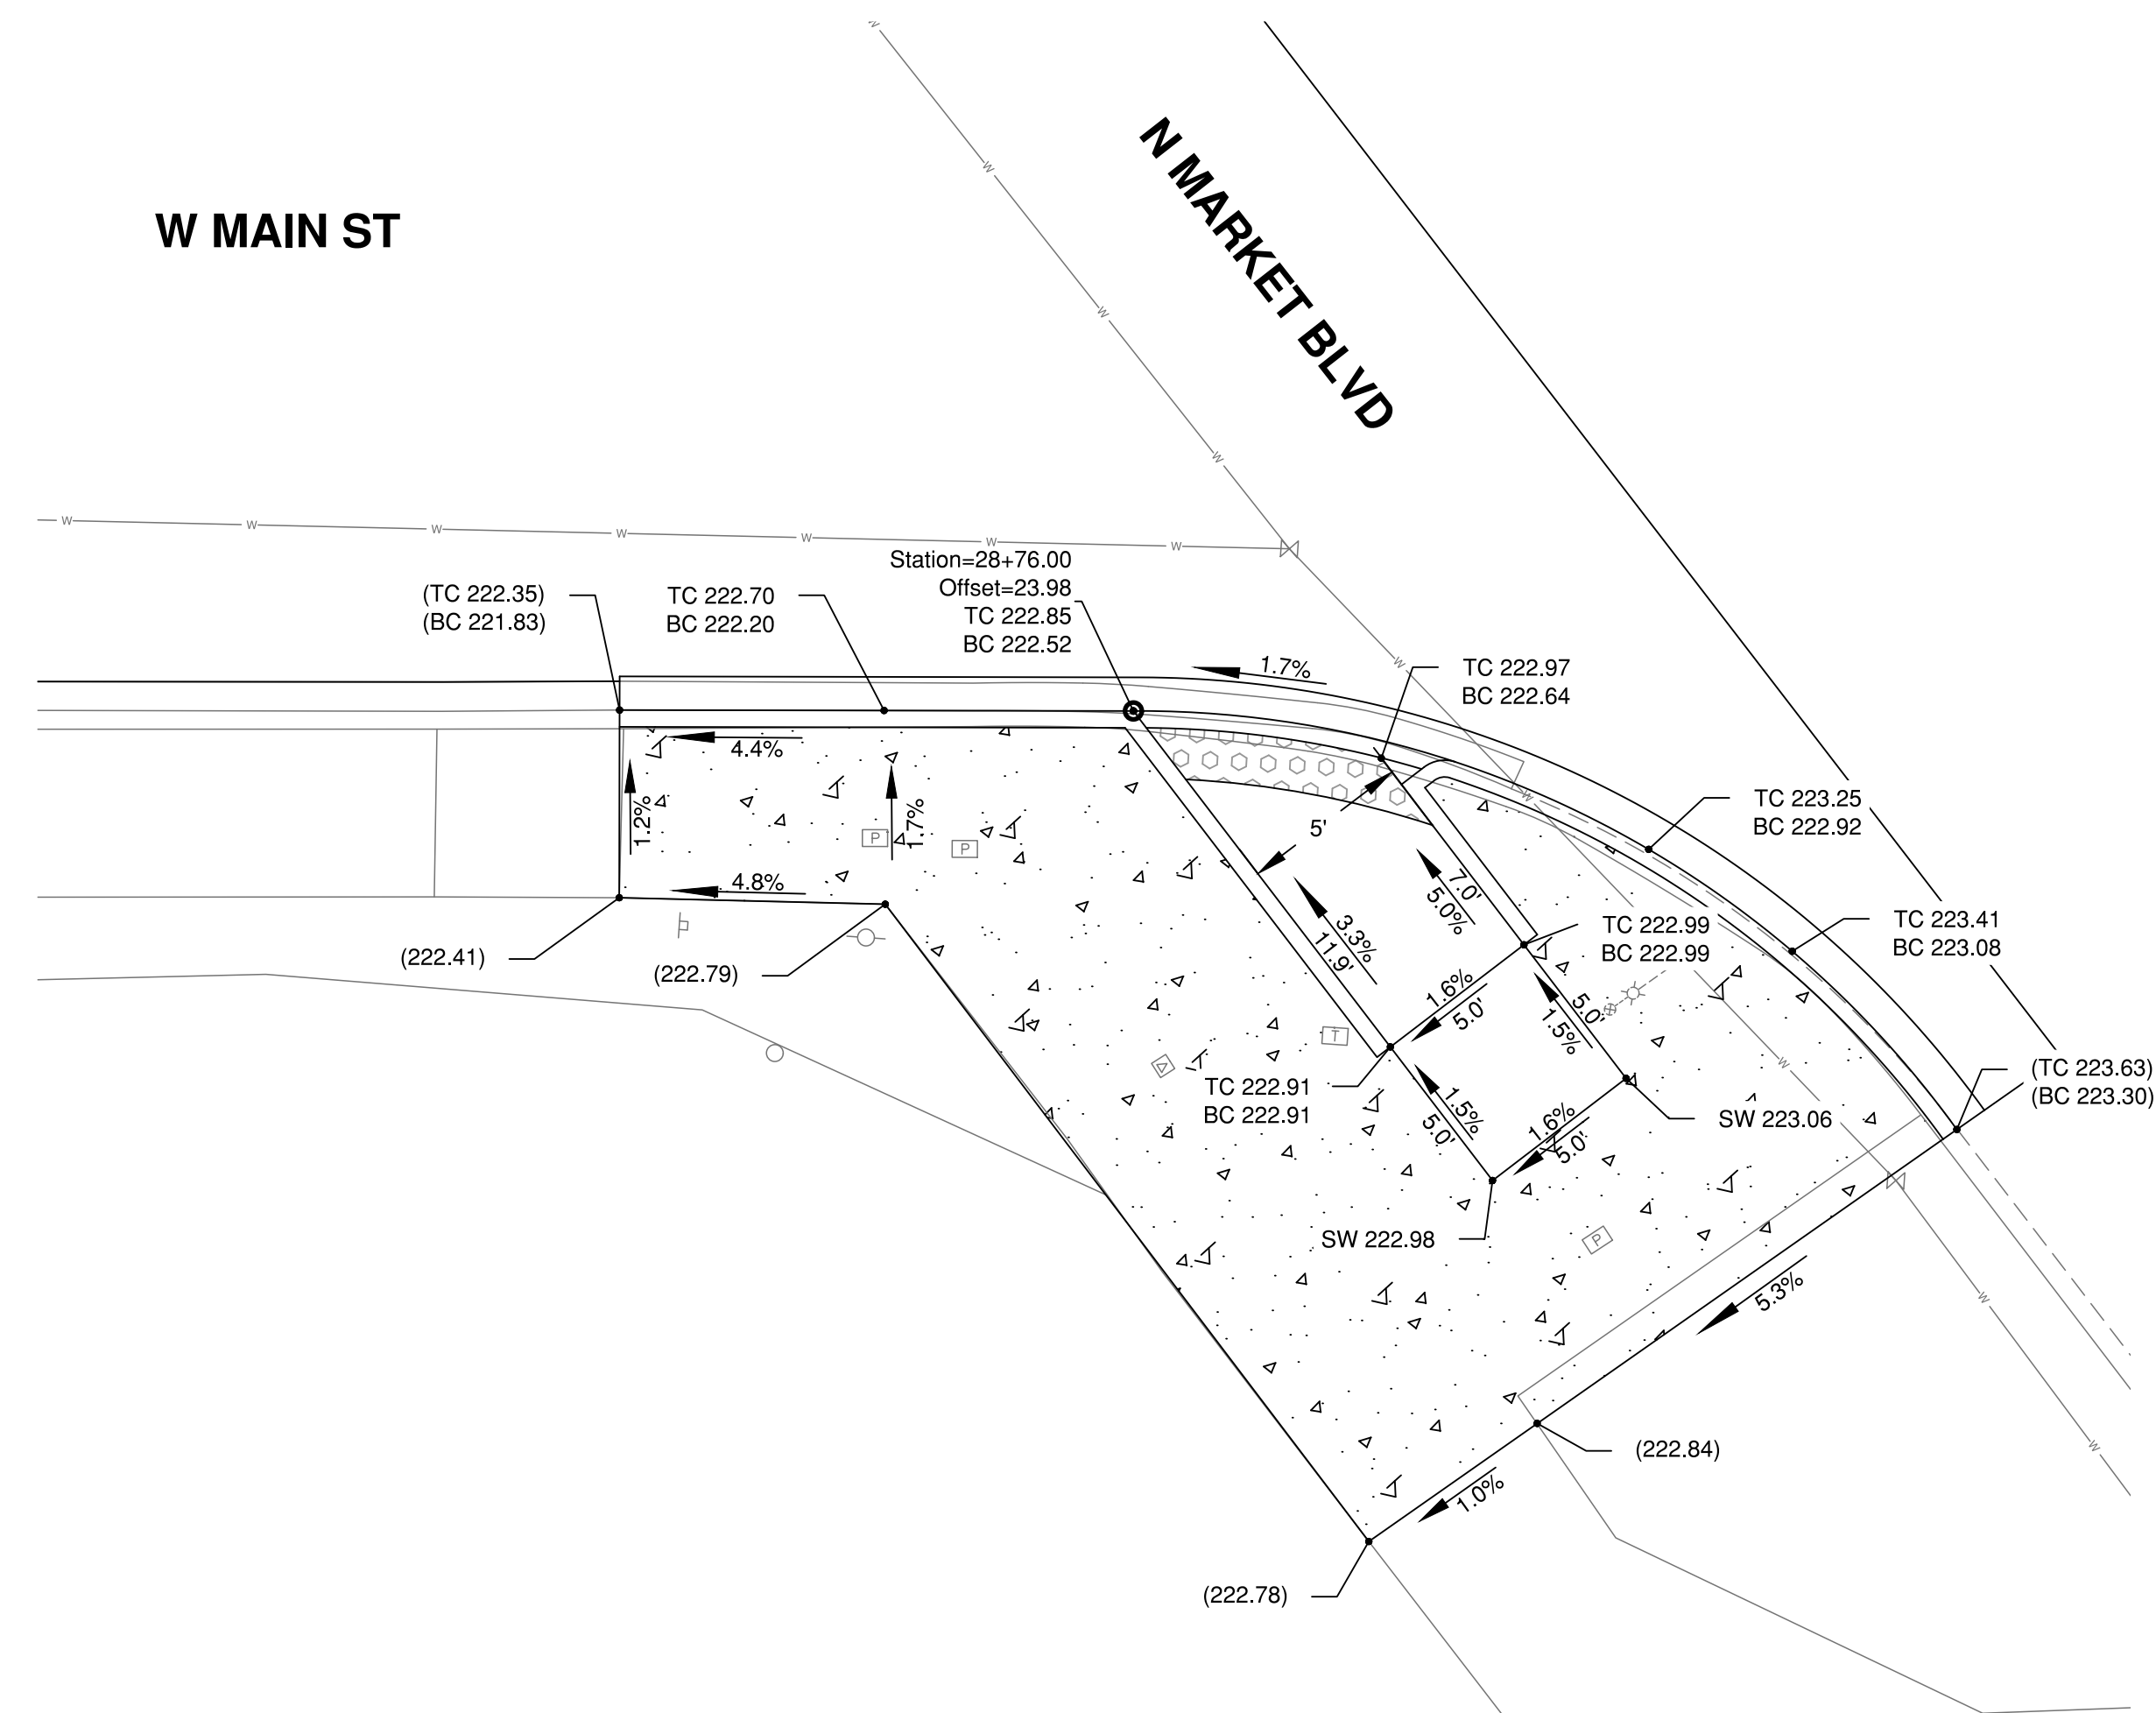 N MARKET BLVD
W MAIN ST
W
W
W
W
W
W
W
W
W
W
W
W
Station=28+76.00
Offset=23.98
TC 222.85
BC 222.52
(TC 222.35)
(BC 221.83)
TC 222.70
BC 222.20
1.7%
TC 222.97
BC 222.64
W
W
4.4%
1.2%
1.7%
P
P
4.8%
5'
TC 223.25
BC 222.92
7.0'
5.0%
TC 222.99
BC 222.99
TC 223.41
BC 223.08
3.3%
11.9'
(222.41)
(222.79)
1.6%
5.0'
5.0'
1.5%
T
W
TC 222.91
BC 222.91
(TC 223.63)
(BC 223.30)
1.5%
5.0'
1.6%
5.0'
SW 223.06
SW 222.98
P
5.3%
W
W
(222.84)
1.0%
(222.78)